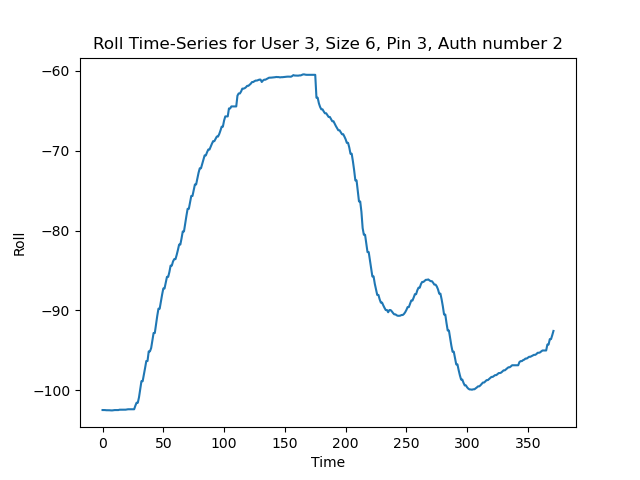 Roll Time-Series for User 3, Size 6, Pin 3, Auth number 2
−60
−70
−80
−90
−100
Roll
0 50 100 150 200 250 300 350
Time